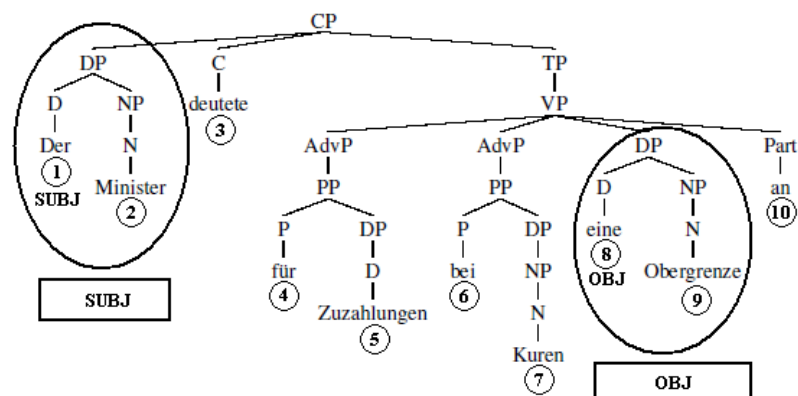 CP
DP C TP
D NP deutete VP
3
Der N AdvP AdvP DP Part
1 Minister PP PP D NP an
SUBJ 2 10
P DP P DP eine N
8
für D bei NP OBJ Obergrenze
4 6 9
SUBJ Zuzahlungen N
5
Kuren
7 OBJ